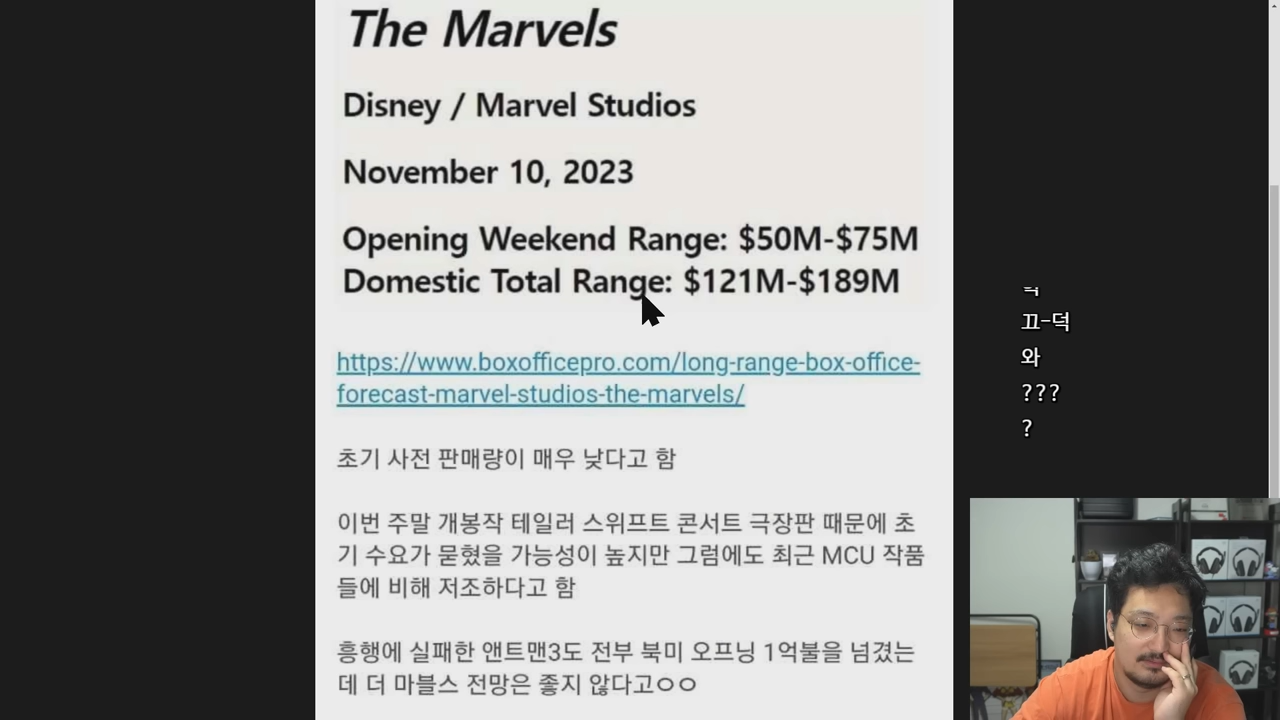 The Marvels
Disney / Marvel Studios
November 10, 2023
Opening Weekend Range: $50M-$75M
Domestic Total Range: $121M-$189M
https://www.boxofficepro.com/long-range-box-office-
forecast-marvel-studios-the-marvels/
초기 사전 판매량이 매우 낮다고 함
이번 주말 개봉작 테일러 스위프트 콘서트 극장판 때문에 초
기 수요가 묻혔을 가능성이 높지만 그럼에도 최근 MCU 작품
들에 비해 저조하다고 함
흥행에 실패한 앤트맨3도 전부 북미 오프닝 1억불을 넘겼는
데 더 마블스 전망은 좋지 않다고ㅇㅇ
끄-덕
와
???
?